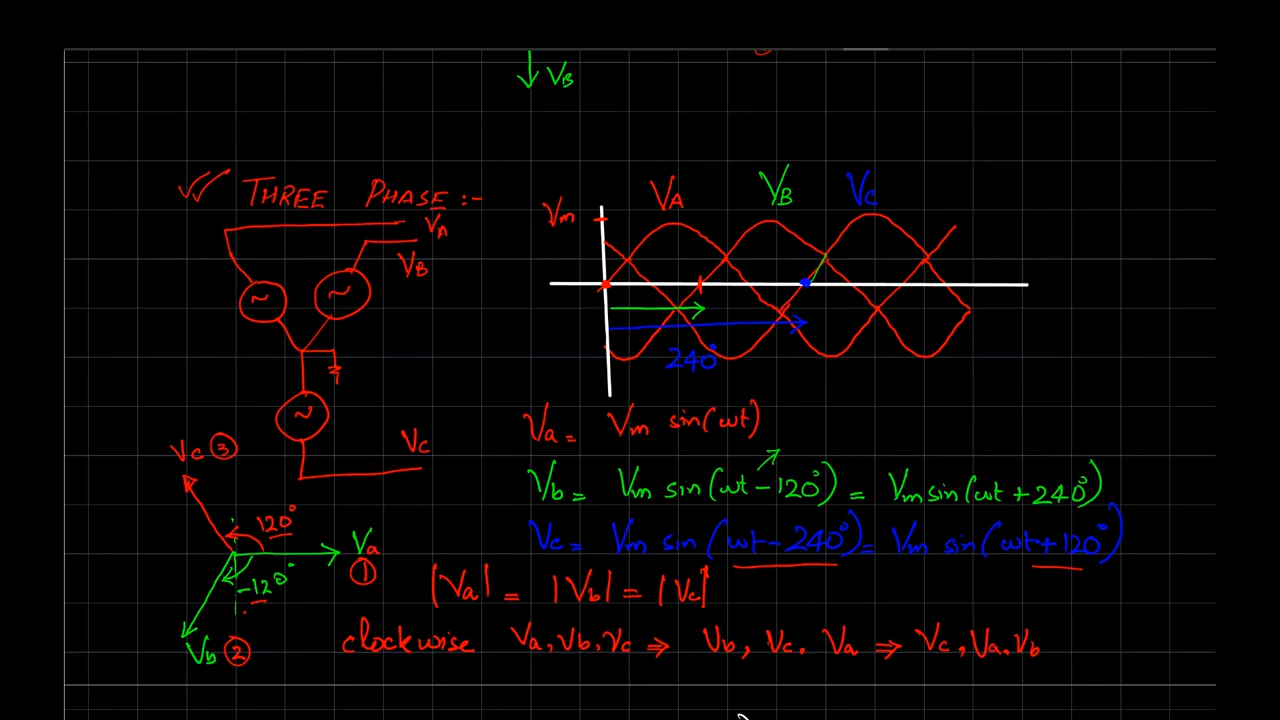 VB
THREE PHASE :-
VA
VB
Vc
Vm
VA
VB
Vc
240°
Va = Vm sin(ωt)
Vb = Vm sin(ωt - 120°) = Vm sin(ωt + 240°)
Vc = Vm sin(ωt - 240°) = Vm sin(ωt + 120°)
|Va| = |Vb| = |Vc|
Vc ③
120°
Va
①
-120°
Vb ②
clockwise Va, Vb, Vc ⇒ Vb, Vc, Va ⇒ Vc, Va, Vb